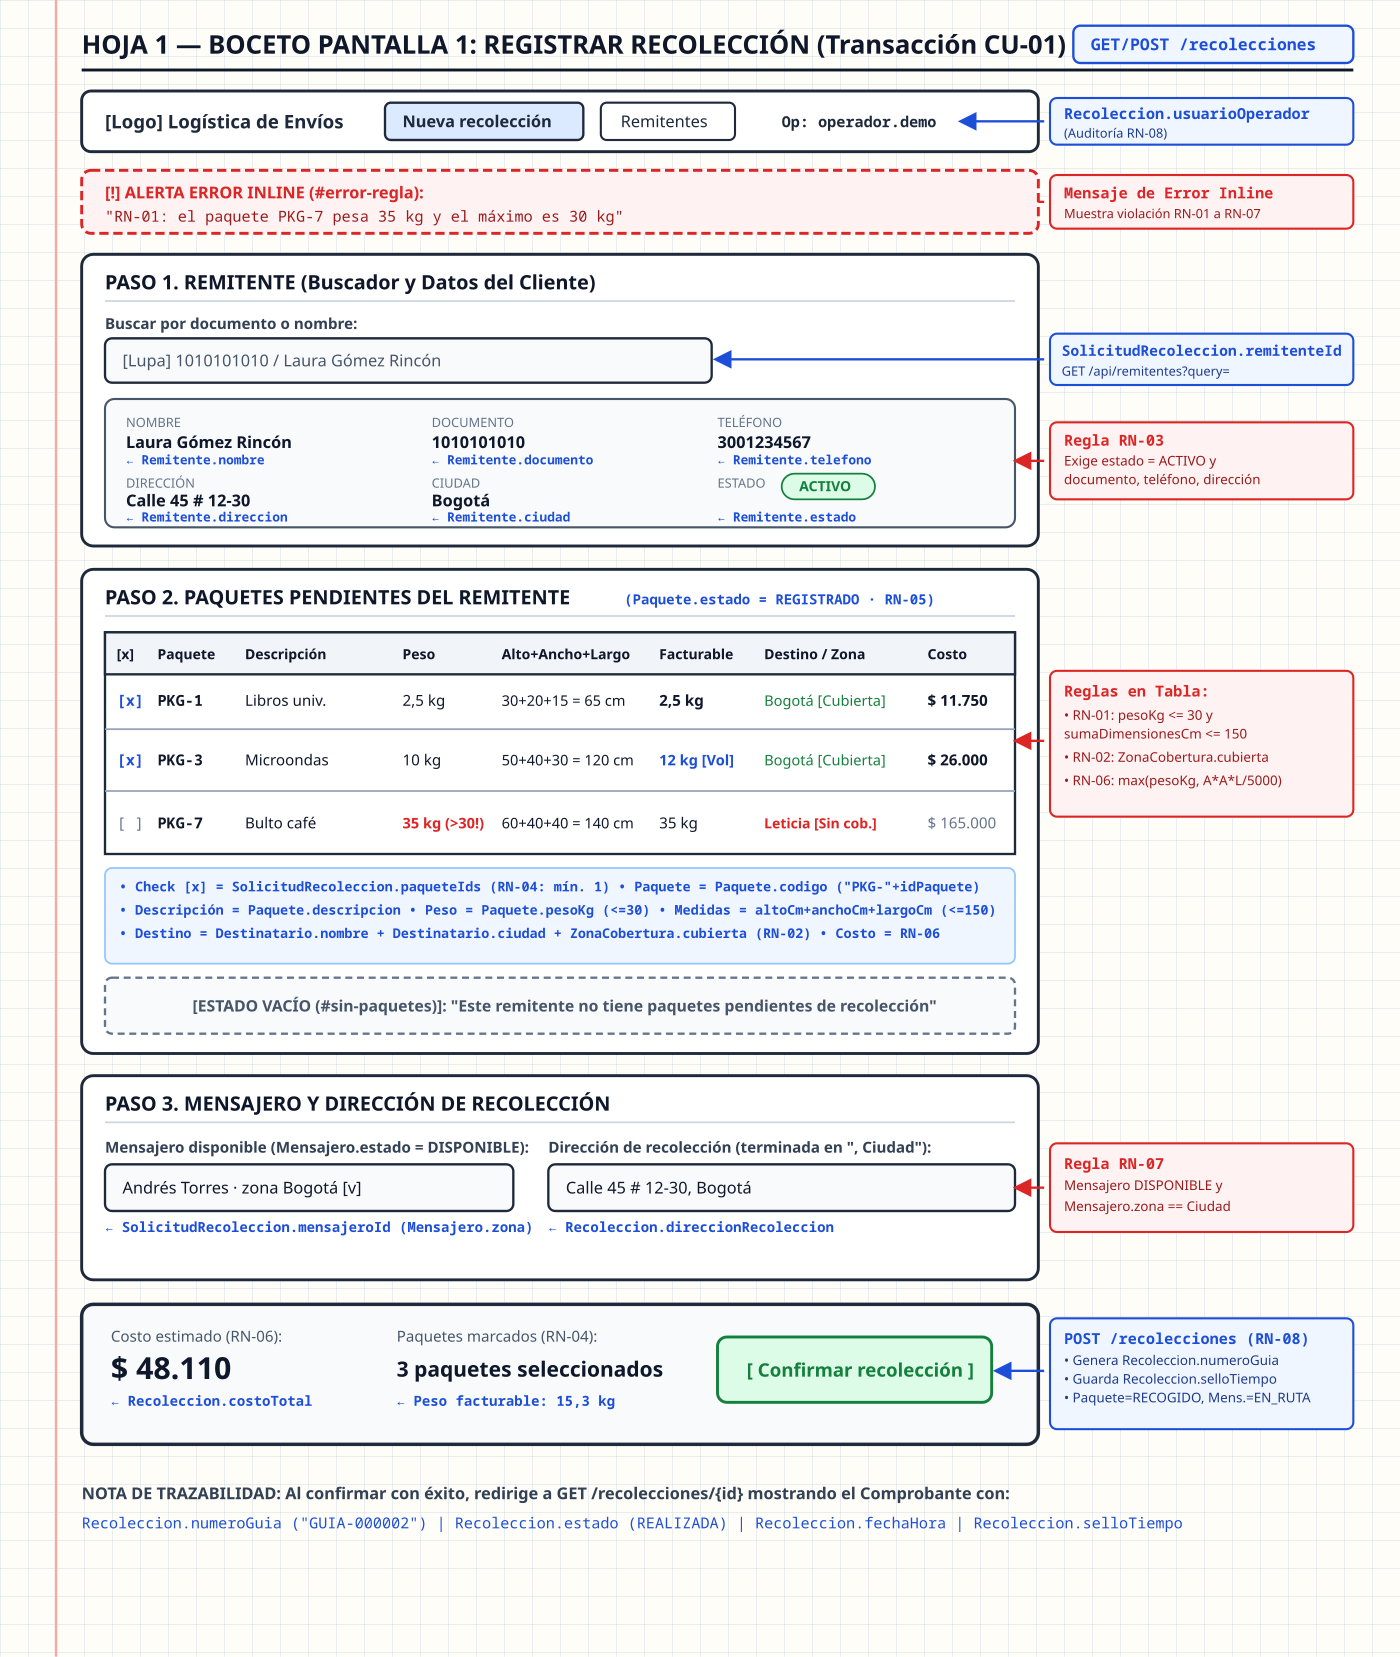 HOJA 1 — BOCETO PANTALLA 1: REGISTRAR RECOLECCIÓN (Transacción CU-01)
GET/POST /recolecciones
[Logo] Logística de Envíos
Nueva recolección
Remitentes
Op: operador.demo
Recoleccion.usuarioOperador
(Auditoría RN-08)
[!] ALERTA ERROR INLINE (#error-regla):
"RN-01: el paquete PKG-7 pesa 35 kg y el máximo es 30 kg"
Mensaje de Error Inline
Muestra violación RN-01 a RN-07
PASO 1. REMITENTE (Buscador y Datos del Cliente)
Buscar por documento o nombre:
[Lupa] 1010101010 / Laura Gómez Rincón
SolicitudRecoleccion.remitenteId
GET /api/remitentes?query=
NOMBRE
Laura Gómez Rincón
← Remitente.nombre
DOCUMENTO
1010101010
← Remitente.documento
TELÉFONO
3001234567
← Remitente.telefono
DIRECCIÓN
Calle 45 # 12-30
← Remitente.direccion
CIUDAD
Bogotá
← Remitente.ciudad
ESTADO
ACTIVO
← Remitente.estado
Regla RN-03
Exige estado = ACTIVO y
documento, teléfono, dirección
PASO 2. PAQUETES PENDIENTES DEL REMITENTE
(Paquete.estado = REGISTRADO · RN-05)
[x] Paquete Descripción Peso Alto+Ancho+Largo Facturable Destino / Zona Costo
[x] PKG-1 Libros univ. 2,5 kg 30+20+15 = 65 cm 2,5 kg Bogotá [Cubierta] $ 11.750
[x] PKG-3 Microondas 10 kg 50+40+30 = 120 cm 12 kg [Vol] Bogotá [Cubierta] $ 26.000
[ ] PKG-7 Bulto café 35 kg (>30!) 60+40+40 = 140 cm 35 kg Leticia [Sin cob.] $ 165.000
Reglas en Tabla:
• RN-01: pesoKg <= 30 y
sumaDimensionesCm <= 150
• RN-02: ZonaCobertura.cubierta
• RN-06: max(pesoKg, A*A*L/5000)
• Check [x] = SolicitudRecoleccion.paqueteIds (RN-04: mín. 1) • Paquete = Paquete.codigo ("PKG-"+idPaquete)
• Descripción = Paquete.descripcion • Peso = Paquete.pesoKg (<=30) • Medidas = altoCm+anchoCm+largoCm (<=150)
• Destino = Destinatario.nombre + Destinatario.ciudad + ZonaCobertura.cubierta (RN-02) • Costo = RN-06
[ESTADO VACÍO (#sin-paquetes)]: "Este remitente no tiene paquetes pendientes de recolección"
PASO 3. MENSAJERO Y DIRECCIÓN DE RECOLECCIÓN
Mensajero disponible (Mensajero.estado = DISPONIBLE):
Andrés Torres · zona Bogotá [v]
← SolicitudRecoleccion.mensajeroId (Mensajero.zona)
Dirección de recolección (terminada en ", Ciudad"):
Calle 45 # 12-30, Bogotá
← Recoleccion.direccionRecoleccion
Regla RN-07
Mensajero DISPONIBLE y
Mensajero.zona == Ciudad
Costo estimado (RN-06):
$ 48.110
← Recoleccion.costoTotal
Paquetes marcados (RN-04):
3 paquetes seleccionados
← Peso facturable: 15,3 kg
[ Confirmar recolección ]
POST /recolecciones (RN-08)
• Genera Recoleccion.numeroGuia
• Guarda Recoleccion.selloTiempo
• Paquete=RECOGIDO, Mens.=EN_RUTA
NOTA DE TRAZABILIDAD: Al confirmar con éxito, redirige a GET /recolecciones/{id} mostrando el Comprobante con:
Recoleccion.numeroGuia ("GUIA-000002") | Recoleccion.estado (REALIZADA) | Recoleccion.fechaHora | Recoleccion.selloTiempo